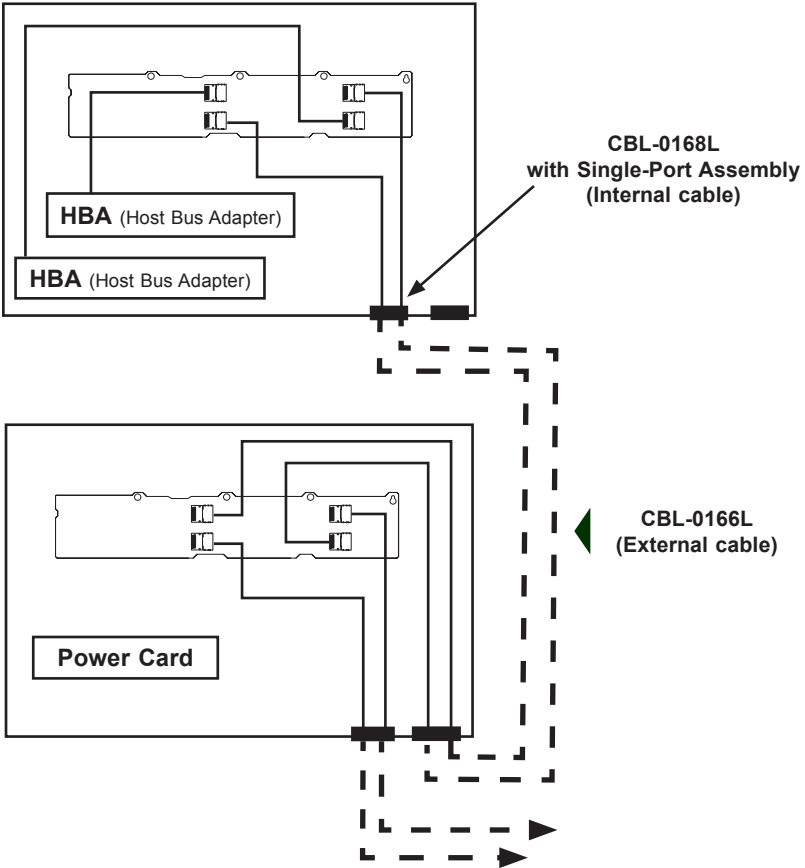 CBL-0168L
with Single-Port Assembly
(Internal cable)
HBA (Host Bus Adapter)
HBA (Host Bus Adapter)
CBL-0166L
(External cable)
Power Card